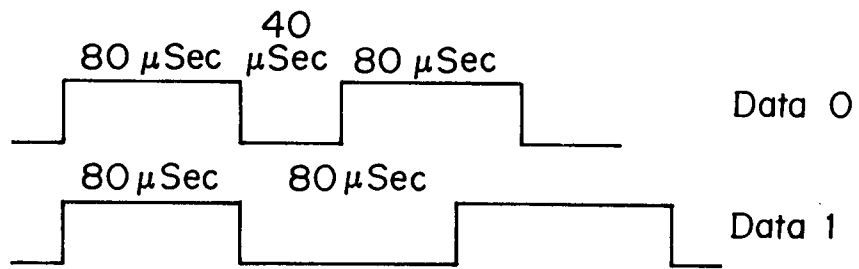 40
80 μSec μSec 80 μSec
Data 0
80 μSec 80 μSec
Data 1